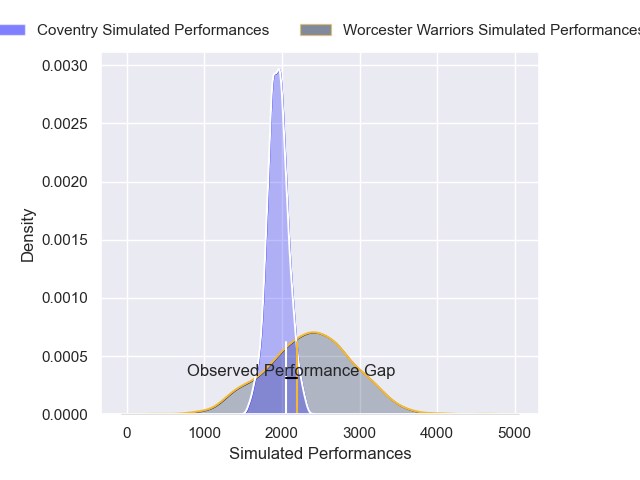 Coventry Simulated Performances
Worcester Warriors Simulated Performances
0.0030
0.0025
0.0020
0.0015
0.0010
0.0005
0.0000
Density
Observed Performance Gap
0
1000
2000
3000
4000
5000
Simulated Performances